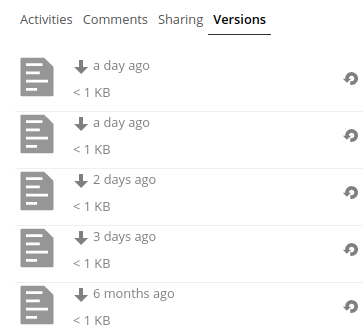 Activities Comments Sharing Versions
a day ago
< 1 KB
a day ago
< 1 KB
2 days ago
< 1 KB
3 days ago
< 1 KB
6 months ago
< 1 KB